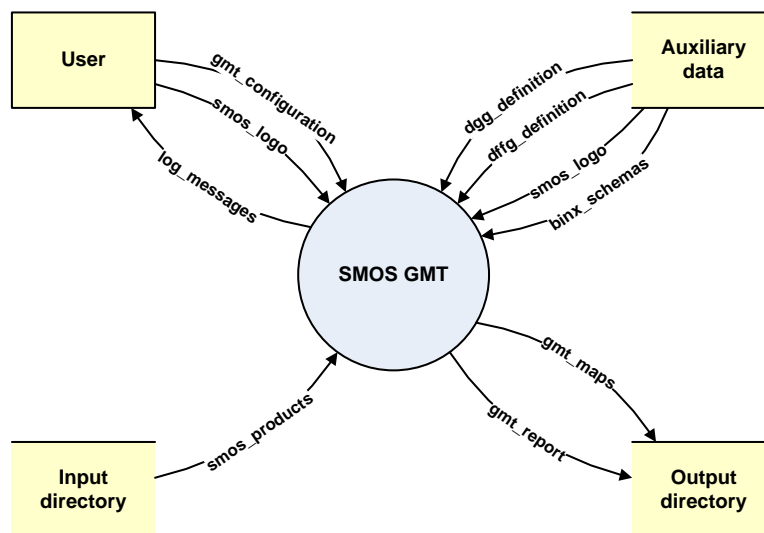 User
Auxiliary
data
gmt_configuration
smos_logo
log_messages
dgg_definition
dffg_definition
smos_logo
binx_schemas
SMOS GMT
smos_products
gmt_maps
gmt_report
Input
directory
Output
directory